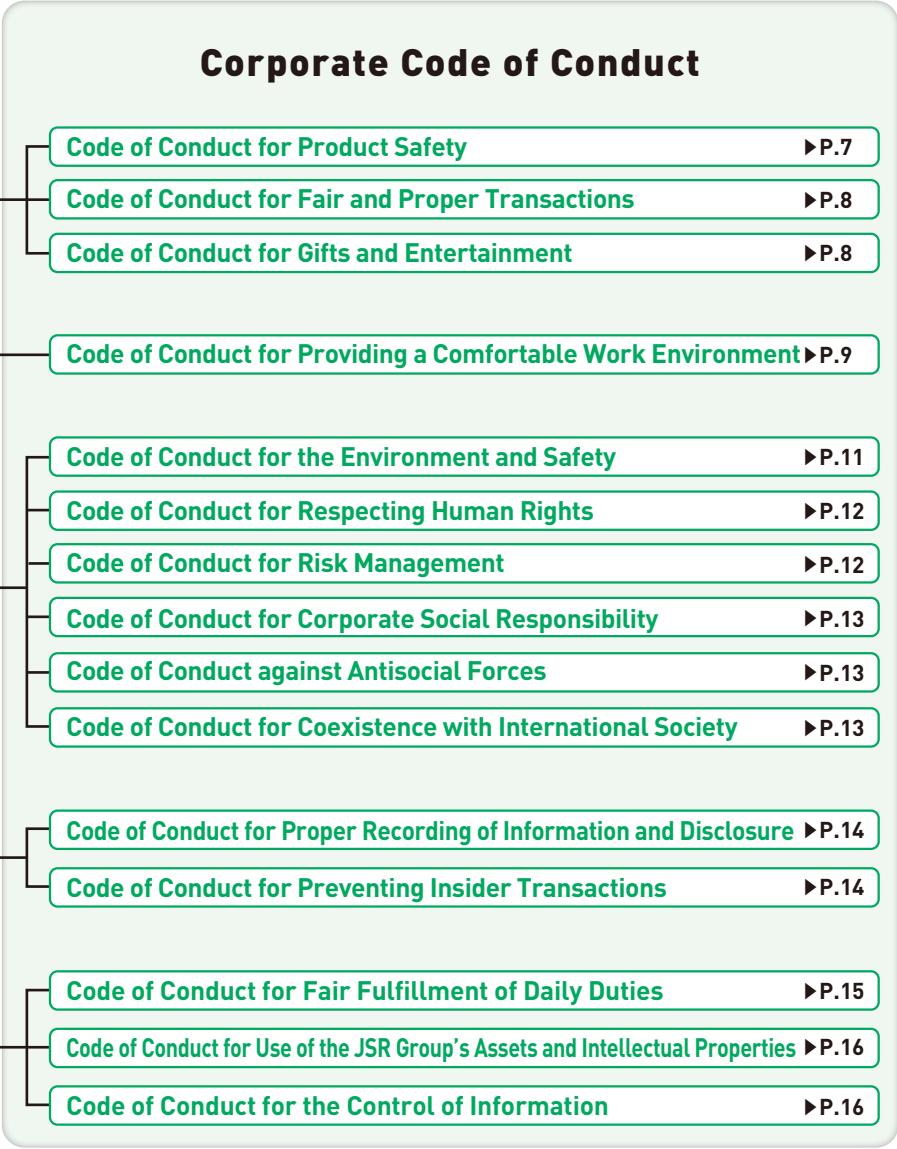 Corporate Code of Conduct
Code of Conduct for Product Safety ▶P.7
Code of Conduct for Fair and Proper Transactions ▶P.8
Code of Conduct for Gifts and Entertainment ▶P.8
Code of Conduct for Providing a Comfortable Work Environment ▶P.9
Code of Conduct for the Environment and Safety ▶P.11
Code of Conduct for Respecting Human Rights ▶P.12
Code of Conduct for Risk Management ▶P.12
Code of Conduct for Corporate Social Responsibility ▶P.13
Code of Conduct against Antisocial Forces ▶P.13
Code of Conduct for Coexistence with International Society ▶P.13
Code of Conduct for Proper Recording of Information and Disclosure ▶P.14
Code of Conduct for Preventing Insider Transactions ▶P.14
Code of Conduct for Fair Fulfillment of Daily Duties ▶P.15
Code of Conduct for Use of the JSR Group's Assets and Intellectual Properties ▶P.16
Code of Conduct for the Control of Information ▶P.16